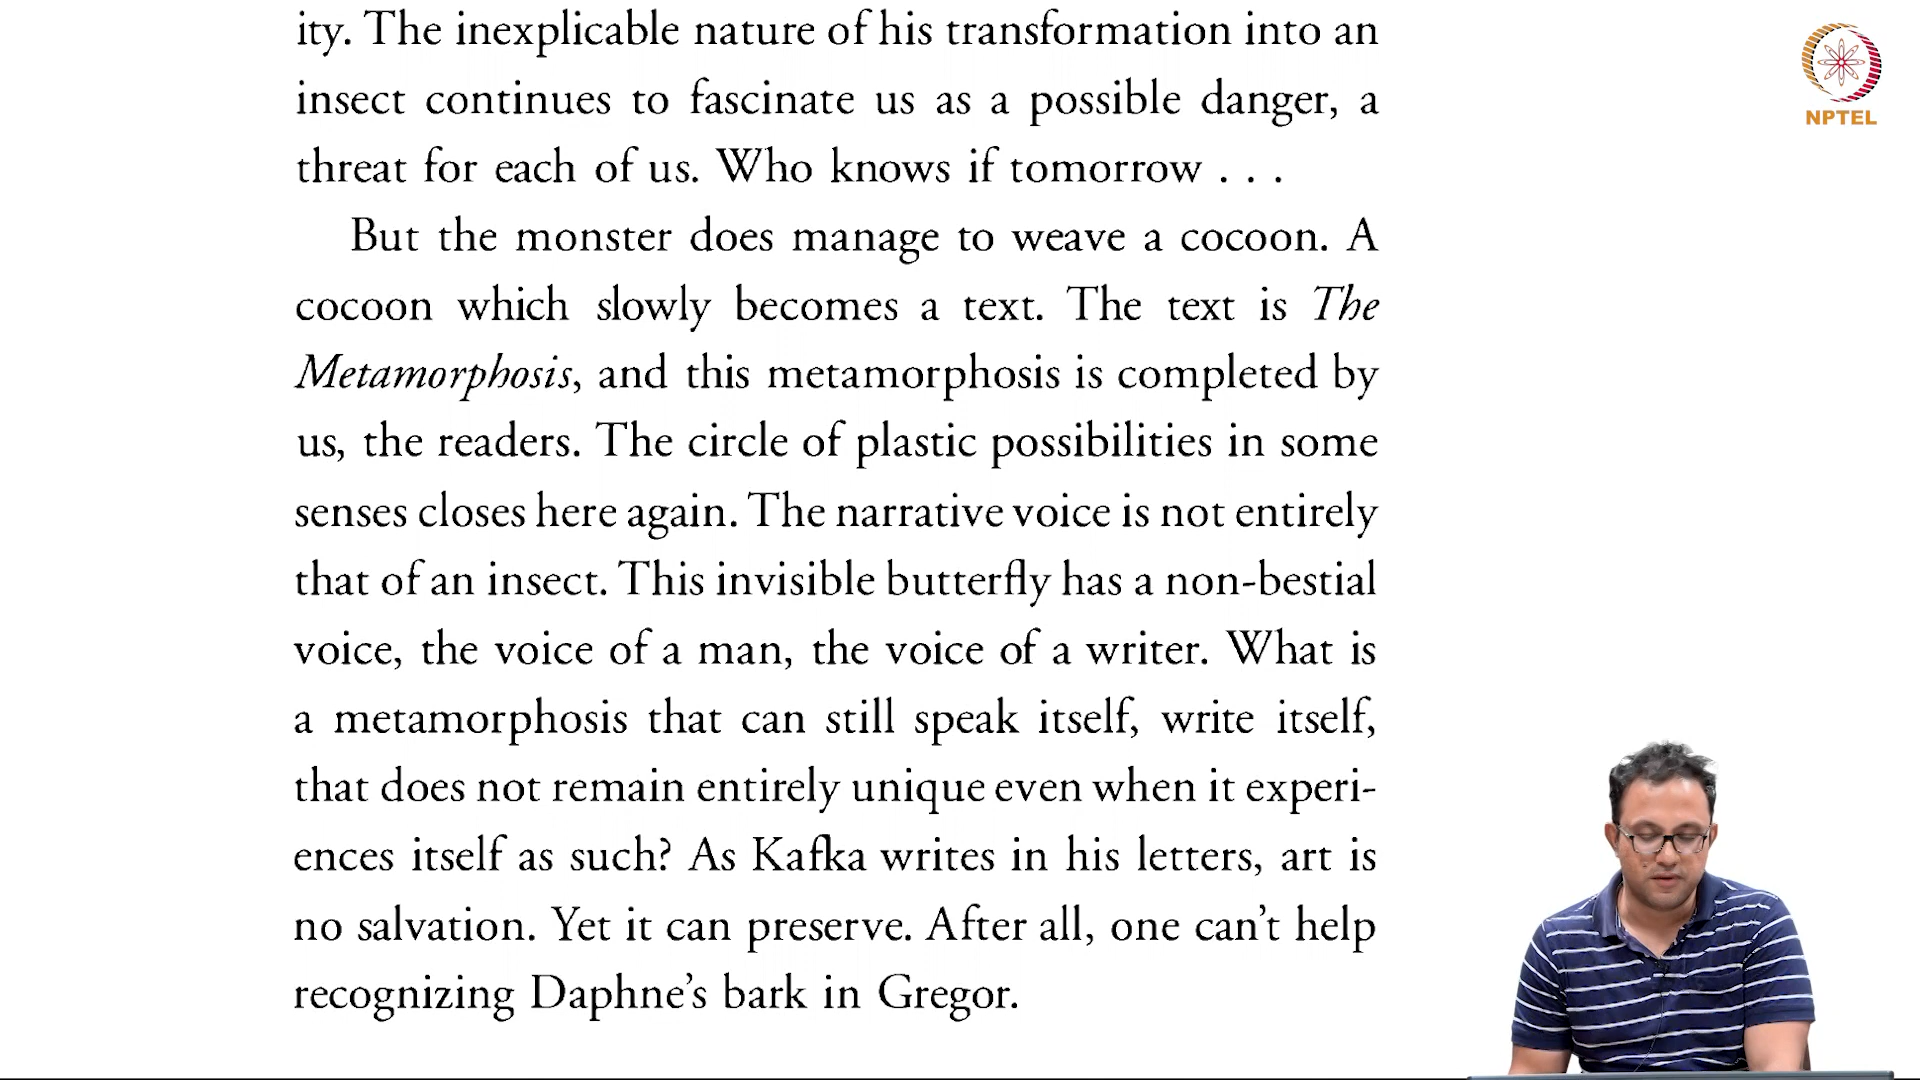 ity. The inexplicable nature of his transformation into an
insect continues to fascinate us as a possible danger, a
threat for each of us. Who knows if tomorrow . . .
But the monster does manage to weave a cocoon. A
cocoon which slowly becomes a text. The text is The
Metamorphosis, and this metamorphosis is completed by
us, the readers. The circle of plastic possibilities in some
senses closes here again. The narrative voice is not entirely
that of an insect. This invisible butterfly has a non-bestial
voice, the voice of a man, the voice of a writer. What is
a metamorphosis that can still speak itself, write itself,
that does not remain entirely unique even when it experi-
ences itself as such? As Kafka writes in his letters, art is
no salvation. Yet it can preserve. After all, one can't help
recognizing Daphne's bark in Gregor.
NPTEL